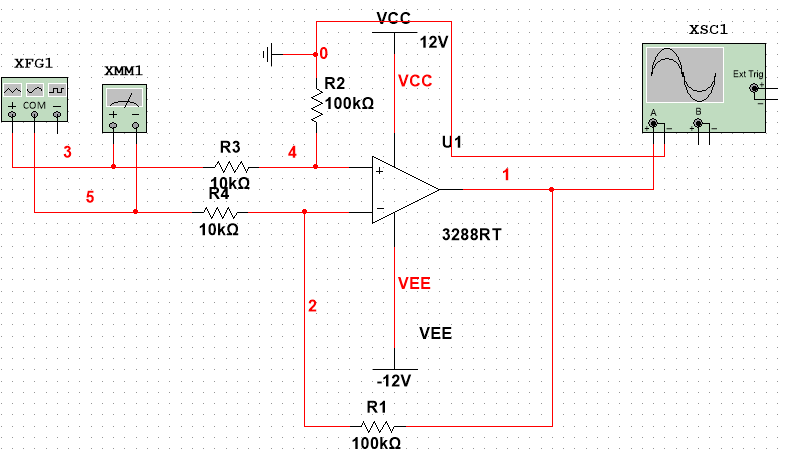 VCC
12V
XSC1
0
XFG1
XMM1
VCC
R2
100kΩ
Ext Trig
+
−
COM
+
−
+
−
A
B
+
−
+
−
U1
3
R3
10kΩ
4
+
1
5
R4
10kΩ
−
3288RT
VEE
2
VEE
-12V
R1
100kΩ